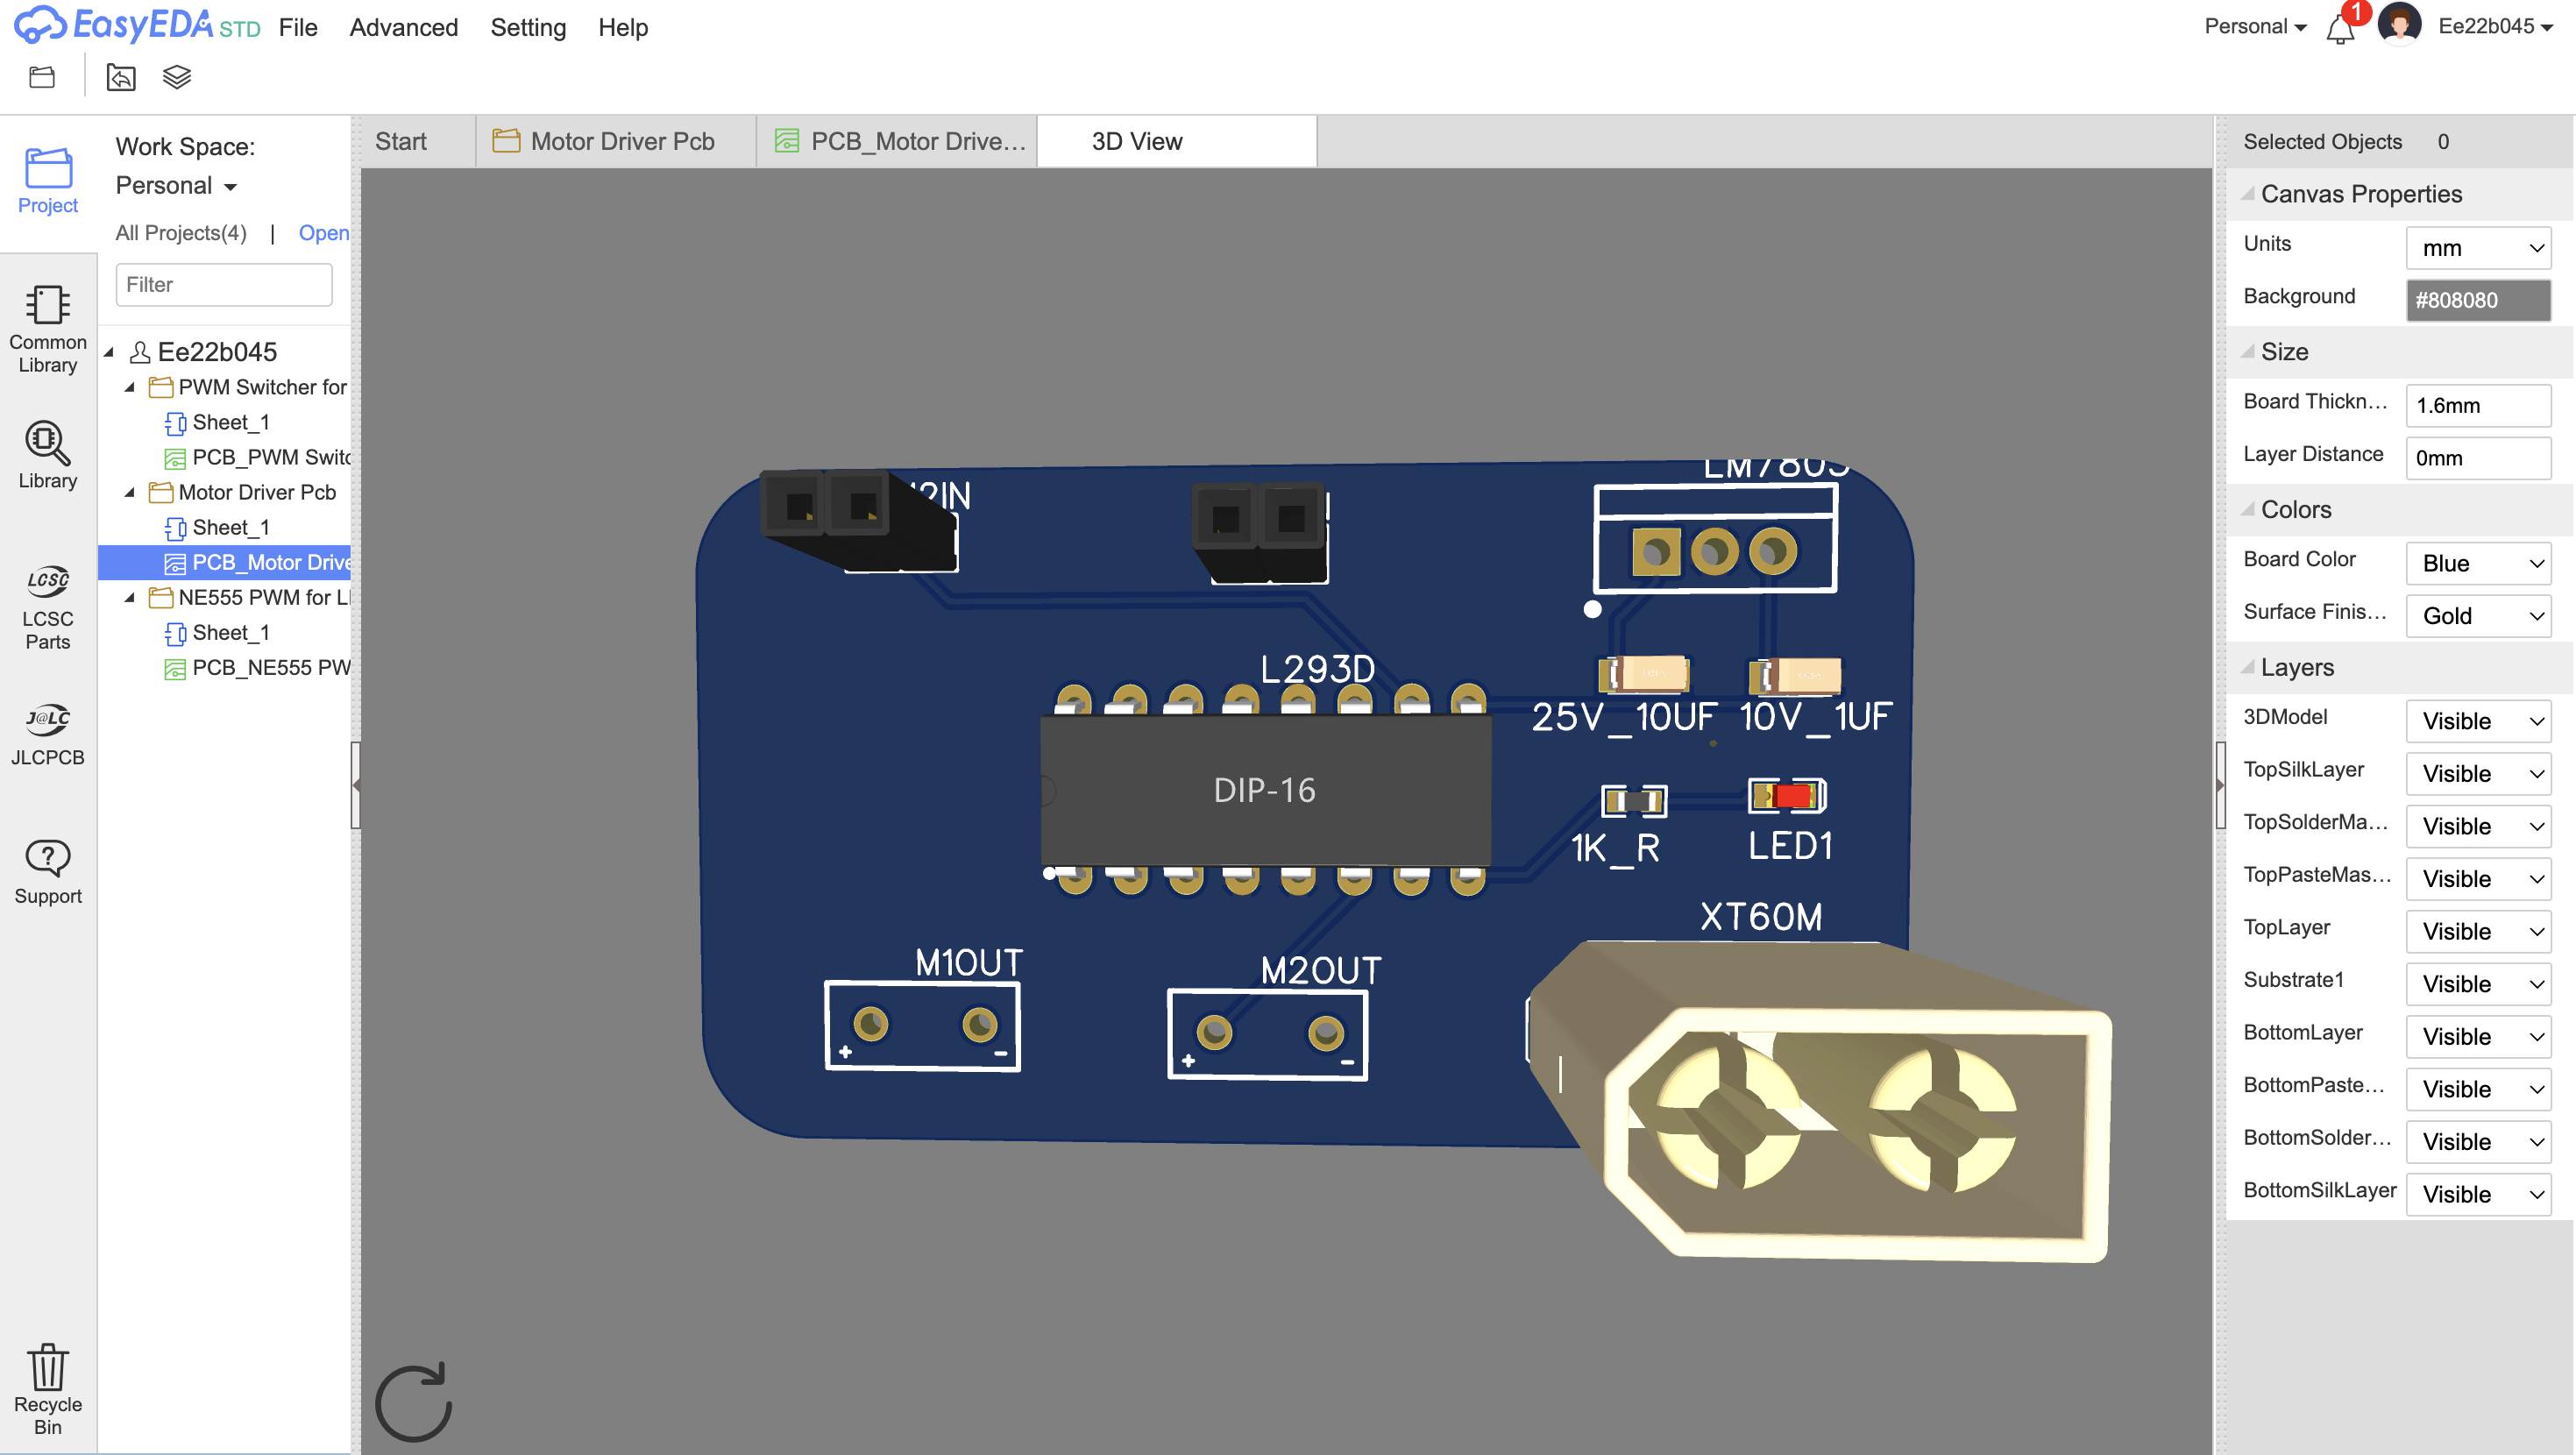 EasyEDA STD File Advanced Setting Help
Personal
1
Ee22b045
Project
Common
Library
Library
LCSC
LCSC
Parts
J@LC
JLCPCB
Support
Recycle
Bin
Work Space:
Personal
All Projects(4) | Open
Filter
Ee22b045
PWM Switcher for
Sheet_1
PCB_PWM Switc
Motor Driver Pcb
Sheet_1
PCB_Motor Drive
NE555 PWM for LI
Sheet_1
PCB_NE555 PW
Start
Motor Driver Pcb
PCB_Motor Drive...
3D View
2IN
LM7805
L293D
25V_10UF
10V_1UF
DIP-16
1K_R
LED1
XT60M
M1OUT
+ -
M2OUT
+ -
Selected Objects 0
Canvas Properties
Units mm
Background #808080
Size
Board Thickn... 1.6mm
Layer Distance 0mm
Colors
Board Color Blue
Surface Finis... Gold
Layers
3DModel Visible
TopSilkLayer Visible
TopSolderMa... Visible
TopPasteMas... Visible
TopLayer Visible
Substrate1 Visible
BottomLayer Visible
BottomPaste... Visible
BottomSolder... Visible
BottomSilkLayer Visible